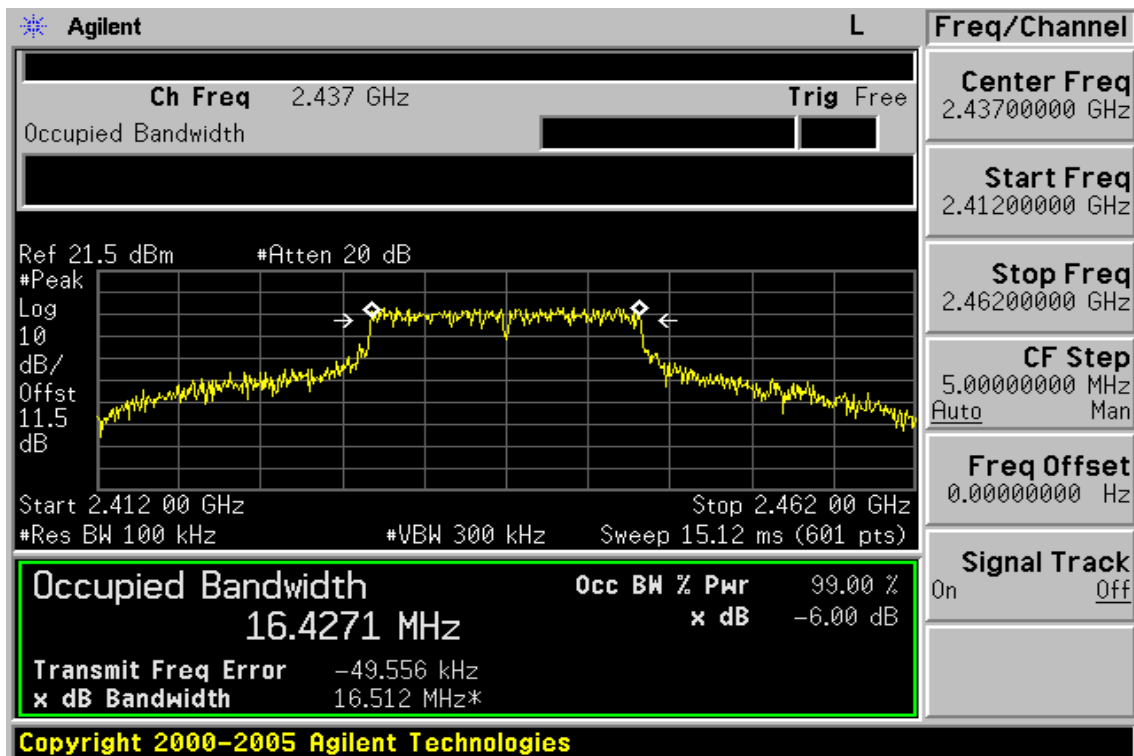 Agilent L Freq/Channel
Ch Freq 2.437 GHz Trig Free
Occupied Bandwidth
Center Freq
2.43700000 GHz
Start Freq
2.41200000 GHz
Stop Freq
2.46200000 GHz
CF Step
5.00000000 MHz
Auto Man
Freq Offset
0.00000000 Hz
Signal Track
On Off
Ref 21.5 dBm #Atten 20 dB
#Peak
Log
10
dB/
Offst
11.5
dB
Start 2.412 00 GHz Stop 2.462 00 GHz
#Res BW 100 kHz #VBW 300 kHz Sweep 15.12 ms (601 pts)
Occupied Bandwidth Occ BW % Pwr 99.00 %
16.4271 MHz x dB -6.00 dB
Transmit Freq Error -49.556 kHz
x dB Bandwidth 16.512 MHz*
Copyright 2000-2005 Agilent Technologies